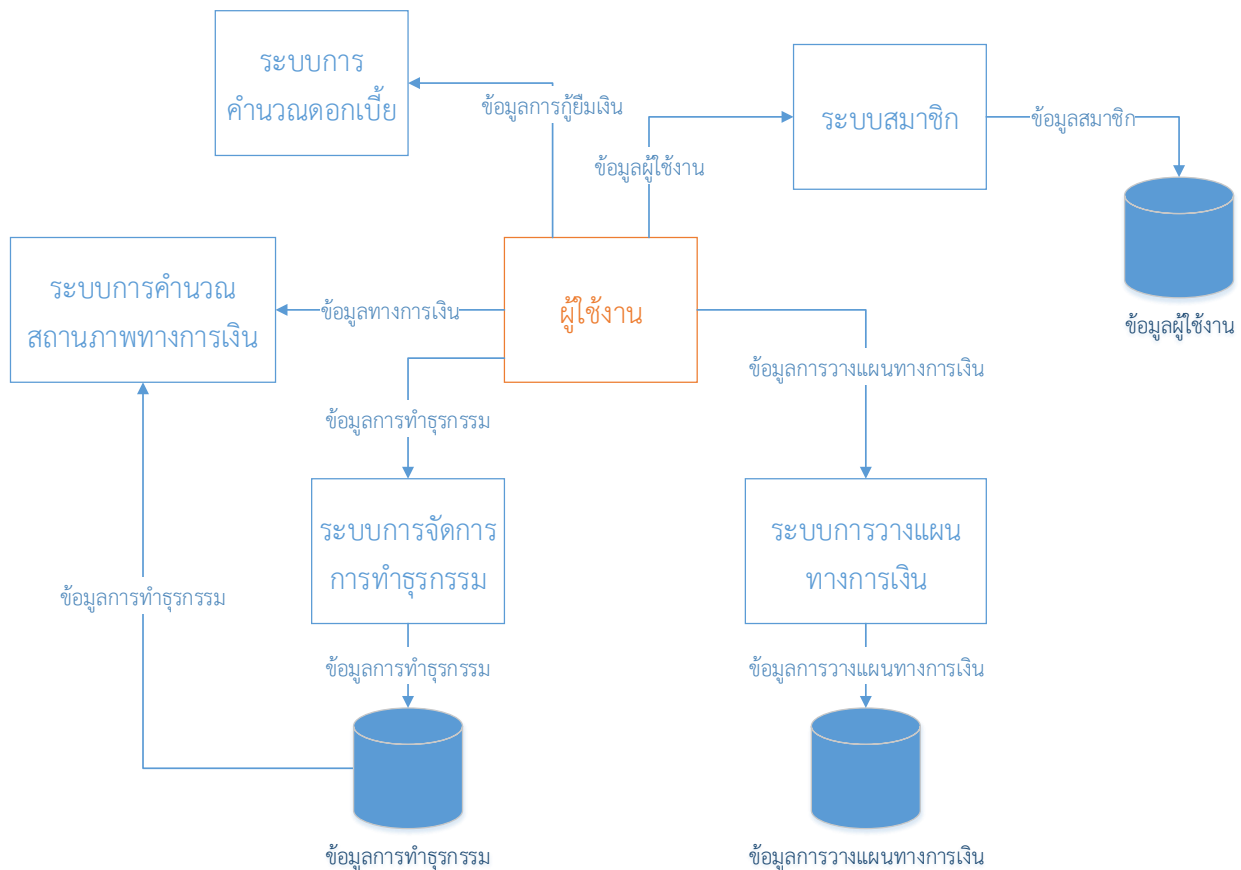 ระบบการ
คำนวณดอกเบี้ย
ข้อมูลการกู้ยืมเงิน
ระบบสมาชิก
ข้อมูลสมาชิก
ข้อมูลผู้ใช้งาน
ระบบการคำนวณ
สถานภาพทางการเงิน
ข้อมูลทางการเงิน
ผู้ใช้งาน
ข้อมูลผู้ใช้งาน
ข้อมูลการวางแผนทางการเงิน
ข้อมูลการทำธุรกรรม
ระบบการจัดการ
การทำธุรกรรม
ระบบการวางแผน
ทางการเงิน
ข้อมูลการทำธุรกรรม
ข้อมูลการทำธุรกรรม
ข้อมูลการวางแผนทางการเงิน
ข้อมูลการทำธุรกรรม
ข้อมูลการวางแผนทางการเงิน